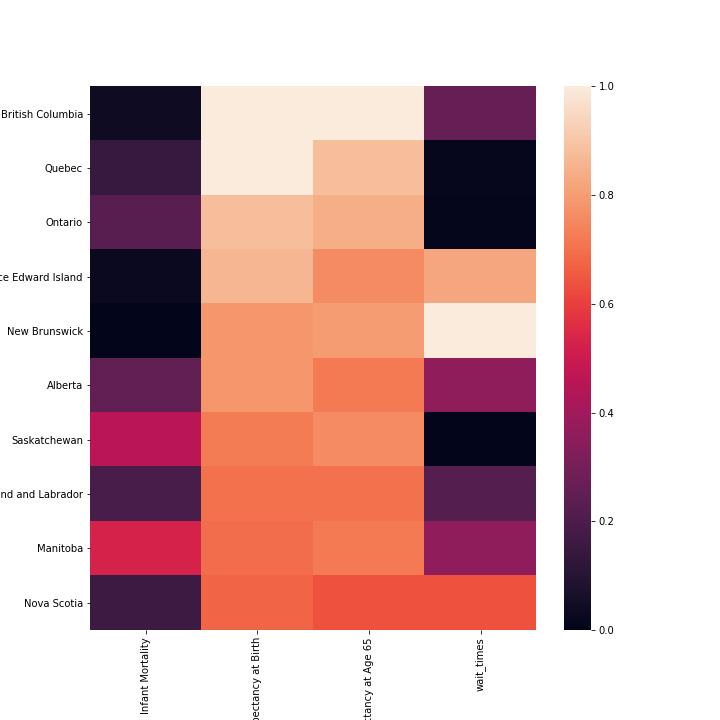 British Columbia
Quebec
Ontario
ce Edward Island
New Brunswick
Alberta
Saskatchewan
nd and Labrador
Manitoba
Nova Scotia
Infant Mortality
pectancy at Birth
ctancy at Age 65
wait_times
1.0
0.8
0.6
0.4
0.2
0.0